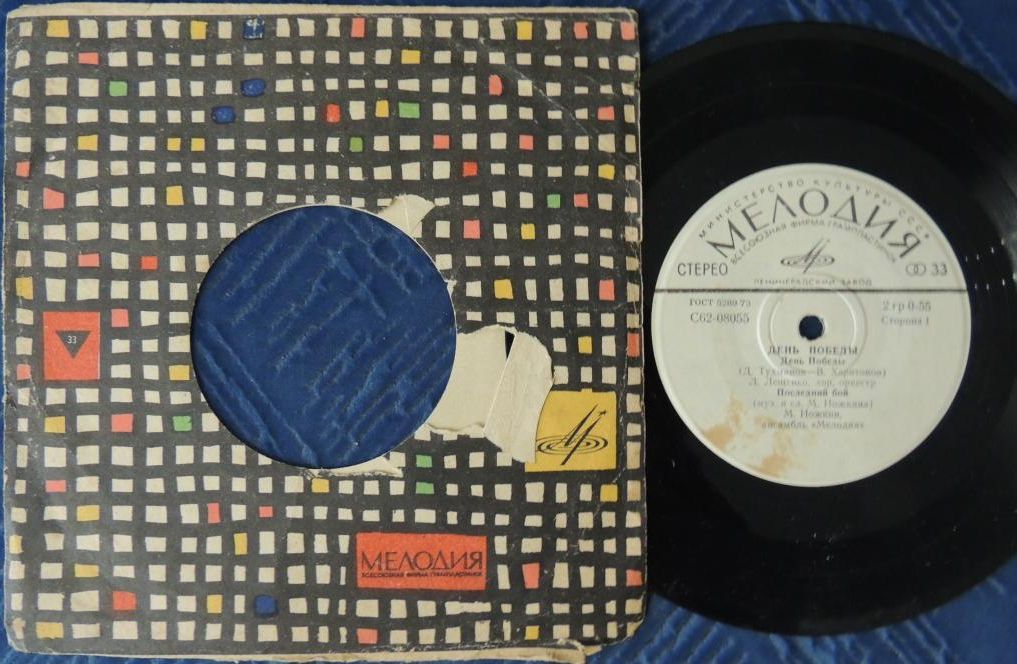 33
МЕЛОДИЯ
ВСЕСОЮЗНАЯ ФИРМА ГРАМПЛАСТИНОК
МИНИСТЕРСТВО КУЛЬТУРЫ СССР
МЕЛОДИЯ
ВСЕСОЮЗНАЯ ФИРМА ГРАМПЛАСТИНОК
СТЕРЕО
33
ЛЕНИНГРАДСКИЙ ЗАВОД
ГОСТ 5289-73
2 гр 0-55
С62-08055
Сторона 1
ДЕНЬ ПОБЕДЫ
День Победы
(Д. Тухманов—В. Харитонов)
Л. Лещенко, хор, оркестр
Последний бой
(муз. и сл. М. Ножкина)
М. Ножкин,
ансамбль «Мелодия»